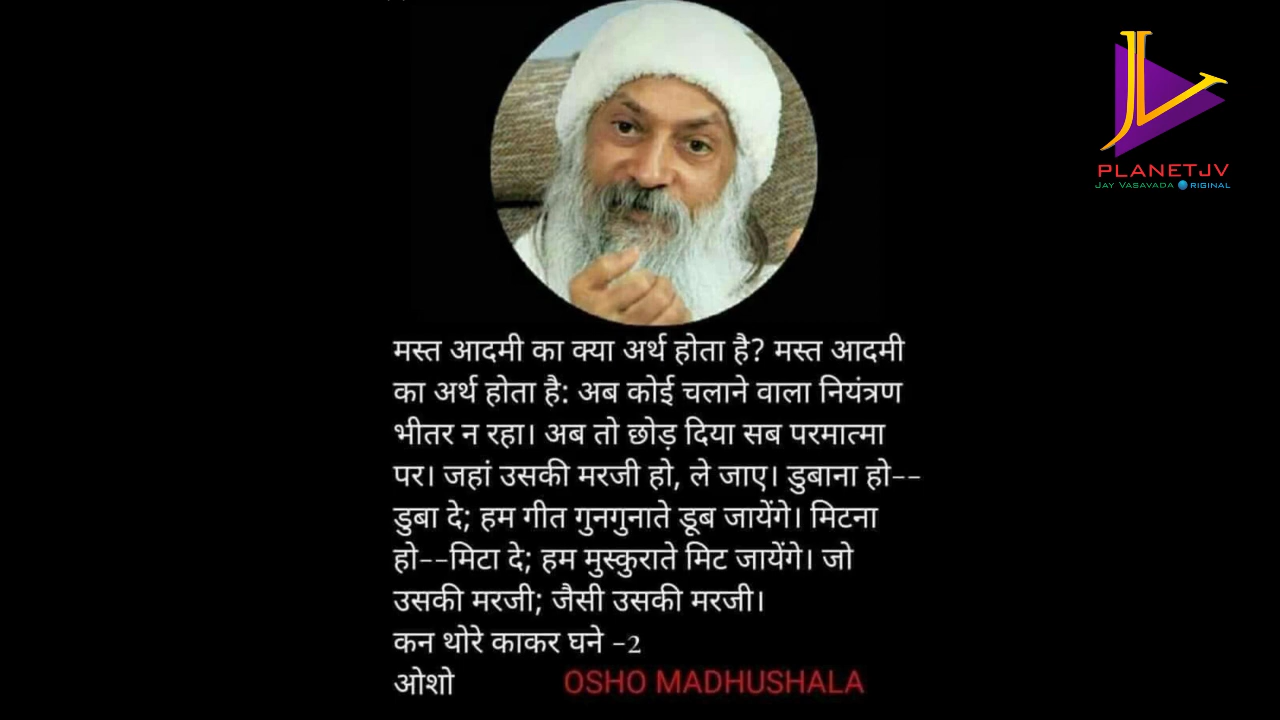 PLANETJV
JAY VASAVADA ORIGINAL
मस्त आदमी का क्या अर्थ होता है? मस्त आदमी
का अर्थ होता है: अब कोई चलाने वाला नियंत्रण
भीतर न रहा। अब तो छोड़ दिया सब परमात्मा
पर। जहां उसकी मरजी हो, ले जाए। डुबाना हो--
डुबा दे; हम गीत गुनगुनाते डूब जायेंगे। मिटना
हो--मिटा दे; हम मुस्कुराते मिट जायेंगे। जो
उसकी मरजी; जैसी उसकी मरजी।
कन थोरे काकर घने -2
ओशो OSHO MADHUSHALA